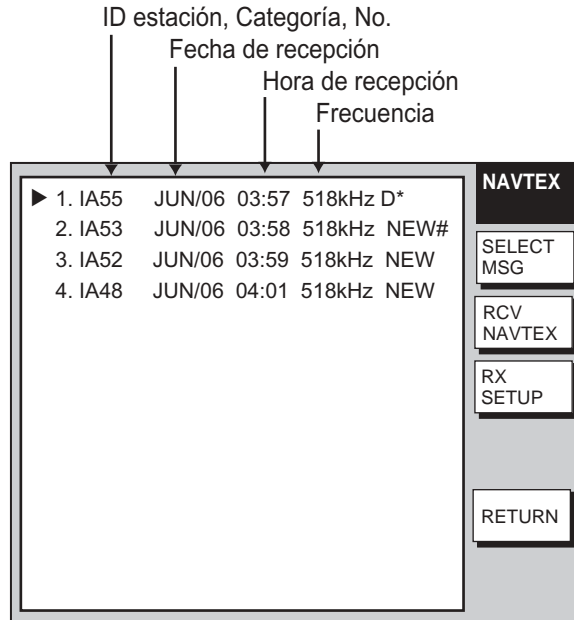 ID estación, Categoría, No.
Fecha de recepción
Hora de recepción
Frecuencia
NAVTEX
▶ 1. IA55 JUN/06 03:57 518kHz D*
2. IA53 JUN/06 03:58 518kHz NEW#
3. IA52 JUN/06 03:59 518kHz NEW
4. IA48 JUN/06 04:01 518kHz NEW
SELECT
MSG
RCV
NAVTEX
RX
SETUP
RETURN